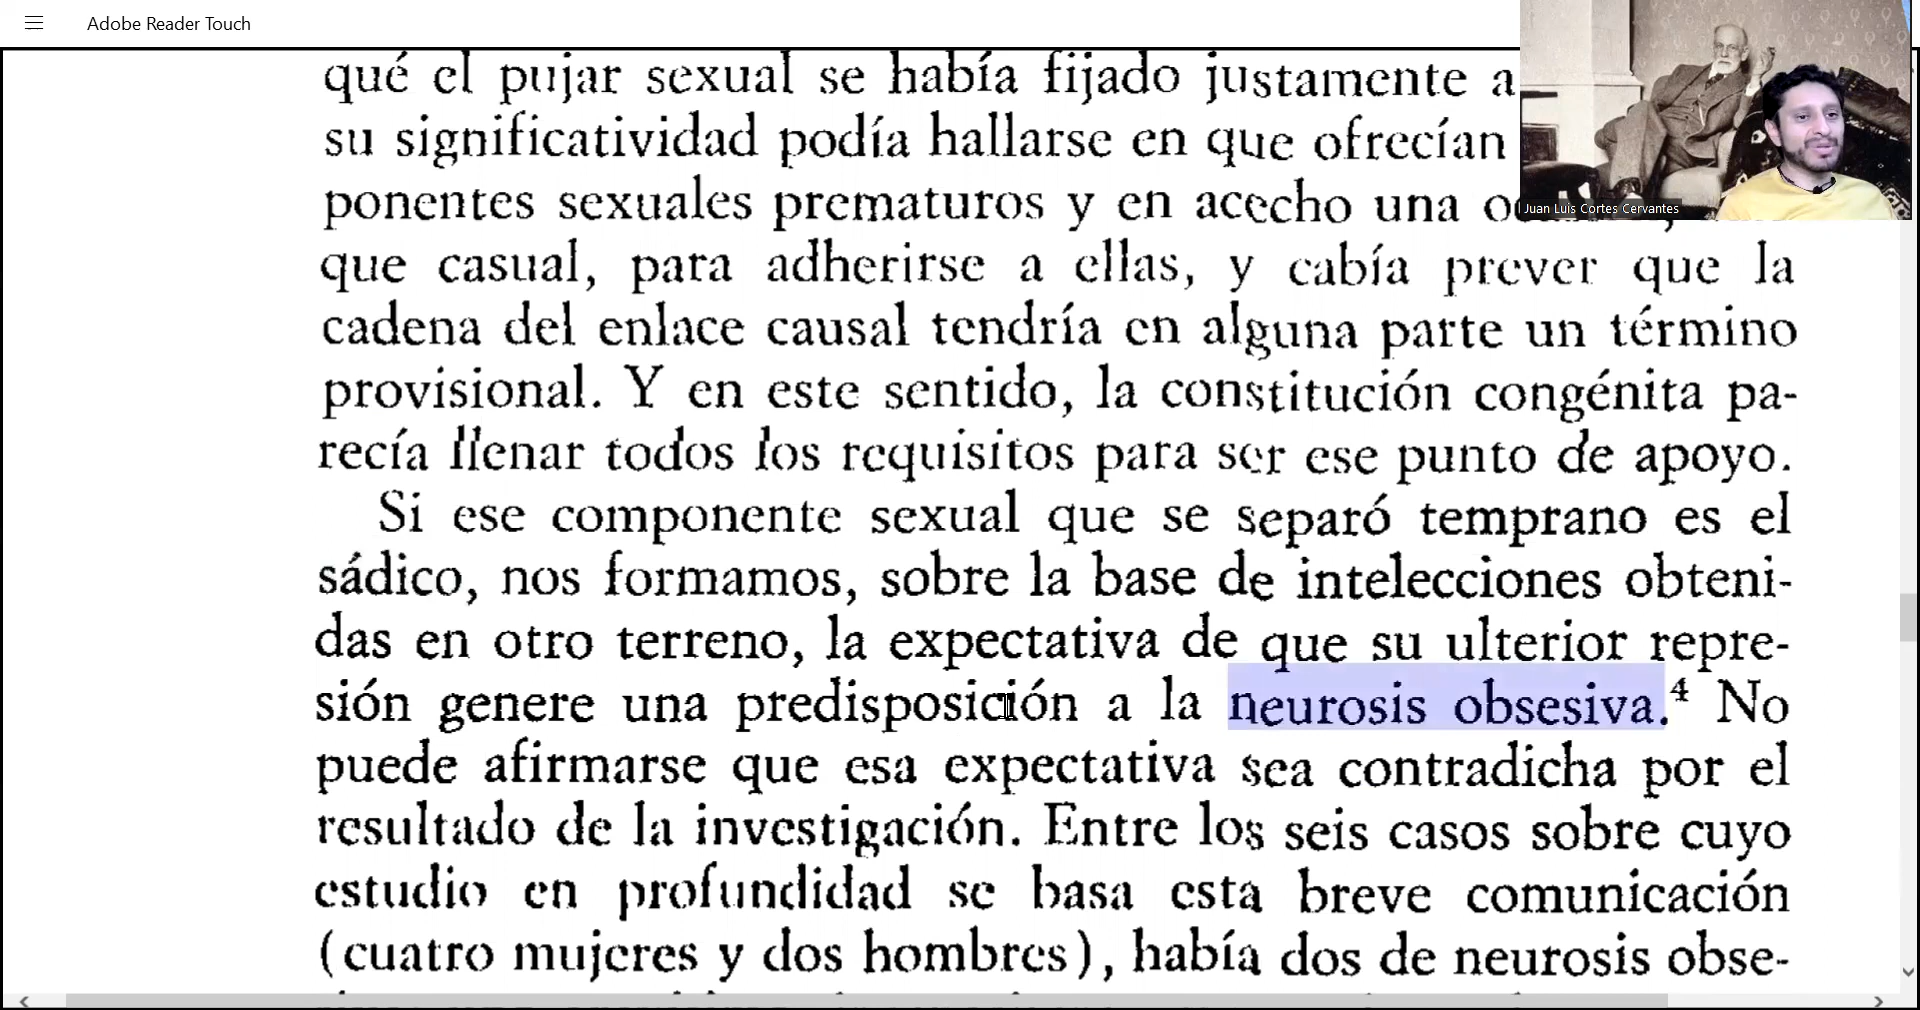 Adobe Reader Touch
qué el pujar sexual se había fijado justamente a
su significatividad podía hallarse en que ofrecían
ponentes sexuales prematuros y en acecho una
Juan Luis Cortes Cervantes
que casual, para adherirse a ellas, y cabía prever que la
cadena del enlace causal tendría en alguna parte un término
provisional. Y en este sentido, la constitución congénita pa-
recía llenar todos los requisitos para ser ese punto de apoyo.
Si ese componente sexual que se separó temprano es el
sádico, nos formamos, sobre la base de intelecciones obteni-
das en otro terreno, la expectativa de que su ulterior repre-
sión genere una predisposición a la neurosis obsesiva.⁴ No
puede afirmarse que esa expectativa sea contradicha por el
resultado de la investigación. Entre los seis casos sobre cuyo
estudio en profundidad se basa esta breve comunicación
(cuatro mujeres y dos hombres), había dos de neurosis obse-